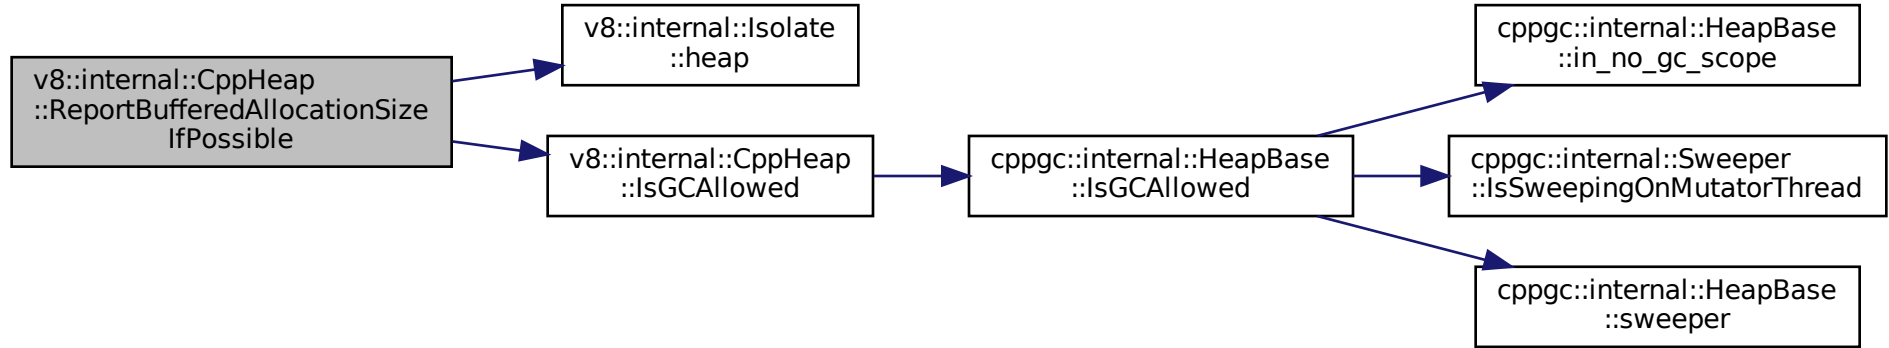 v8::internal::CppHeap
::ReportBufferedAllocationSize
IfPossible
v8::internal::Isolate
::heap
v8::internal::CppHeap
::IsGCAllowed
cppgc::internal::HeapBase
::IsGCAllowed
cppgc::internal::HeapBase
::in_no_gc_scope
cppgc::internal::Sweeper
::IsSweepingOnMutatorThread
cppgc::internal::HeapBase
::sweeper